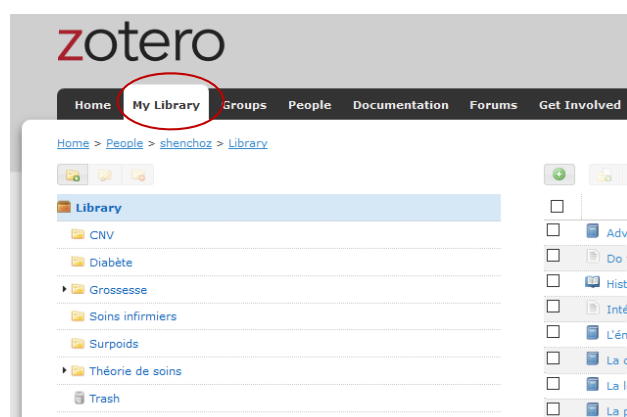 zotero
Home My Library Groups People Documentation Forums Get Involved
Home > People > shenchoz > Library
Library
CNV
Diabète
Grossesse
Soins infirmiers
Surpoids
Théorie de soins
Trash
Adv
Do
Hist
Inté
L'én
La
La
La